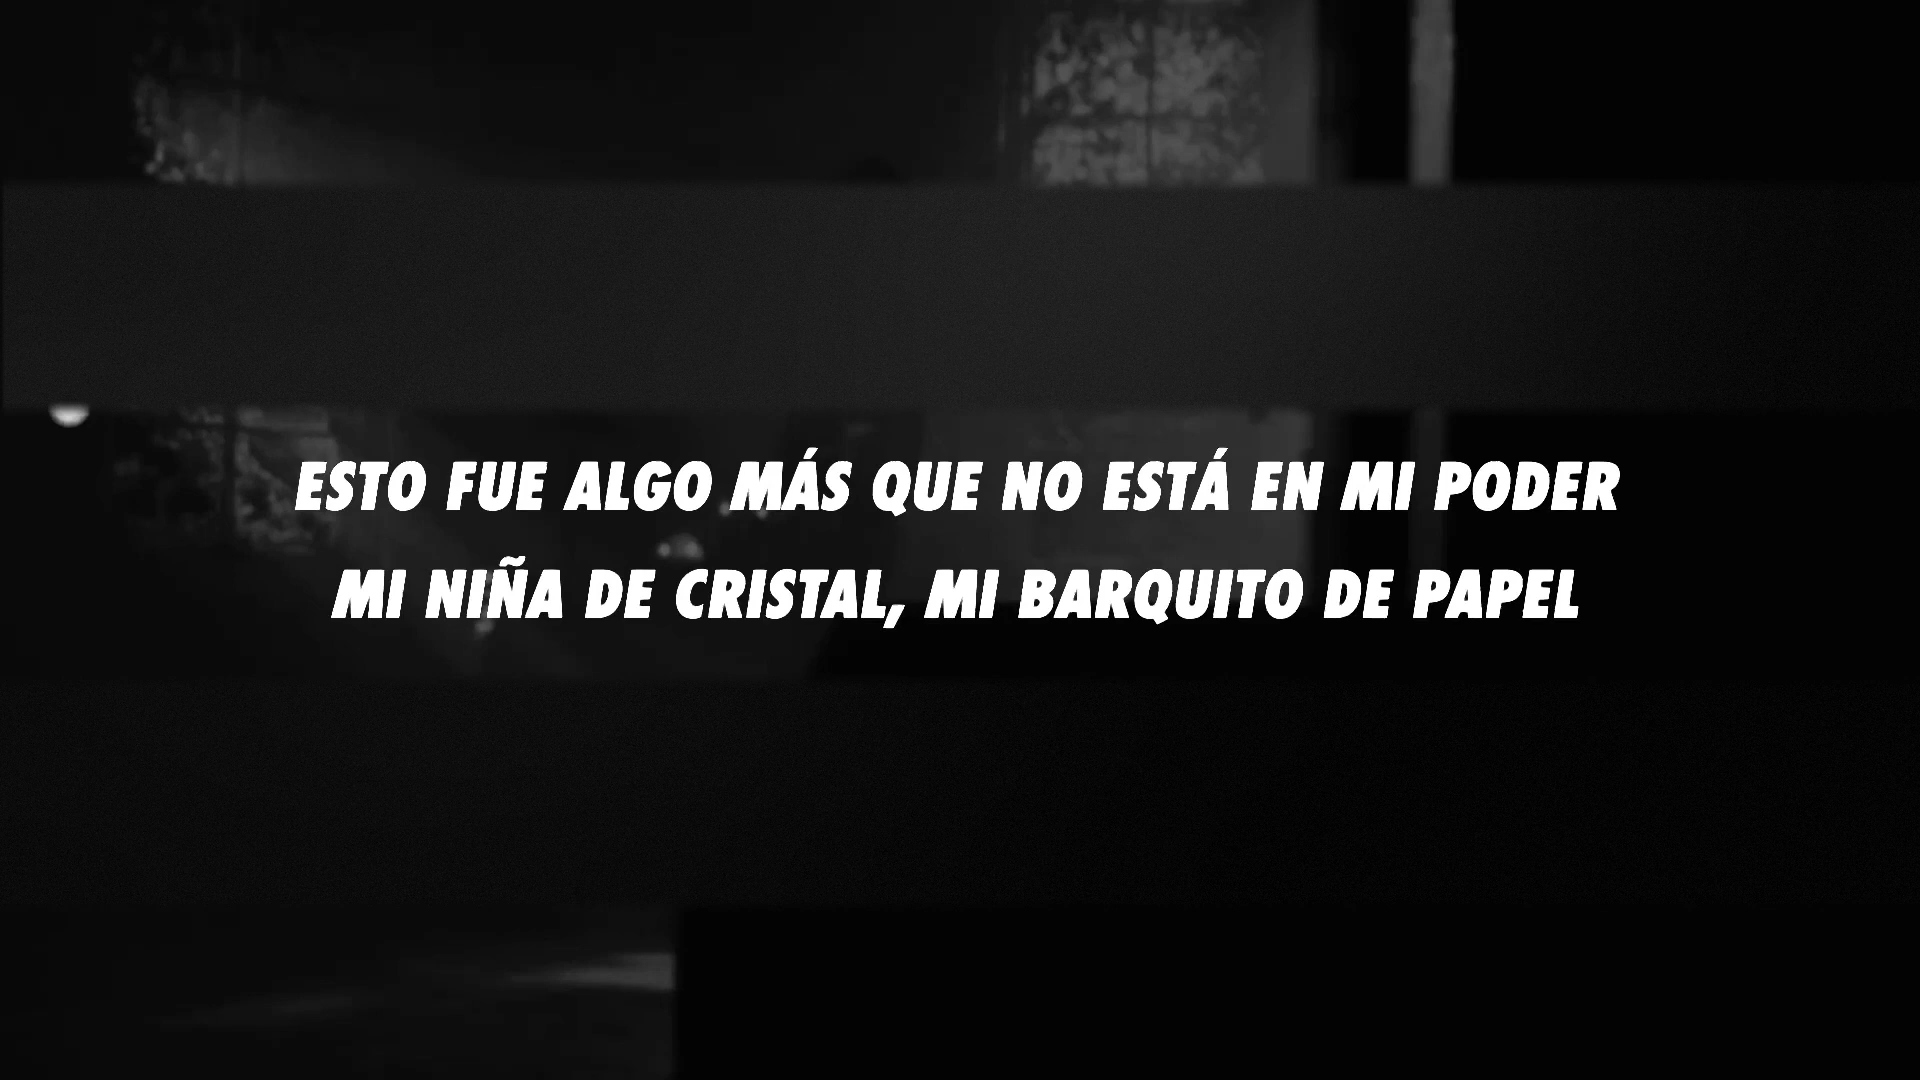 ESTO FUE ALGO MÁS QUE NO ESTÁ EN MI PODER
MI NIÑA DE CRISTAL, MI BARQUITO DE PAPEL